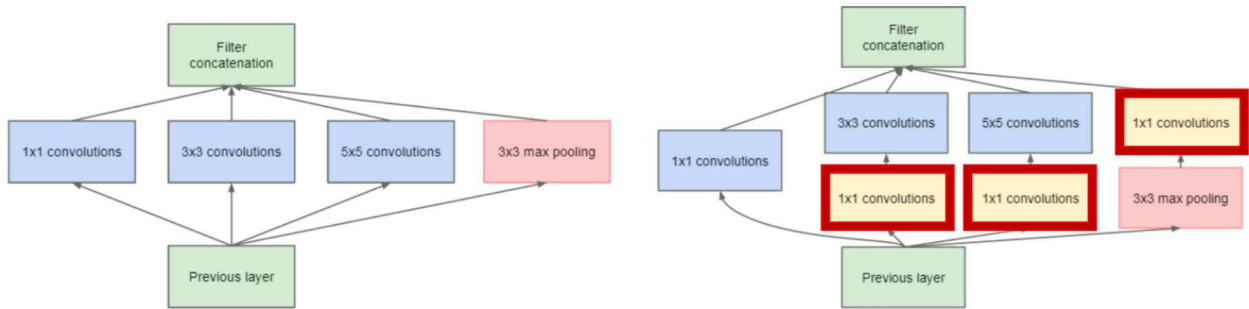 Filter
concatenation
1x1 convolutions
3x3 convolutions
5x5 convolutions
3x3 max pooling
Previous layer
Filter
concatenation
3x3 convolutions
5x5 convolutions
1x1 convolutions
1x1 convolutions
1x1 convolutions
1x1 convolutions
3x3 max pooling
Previous layer